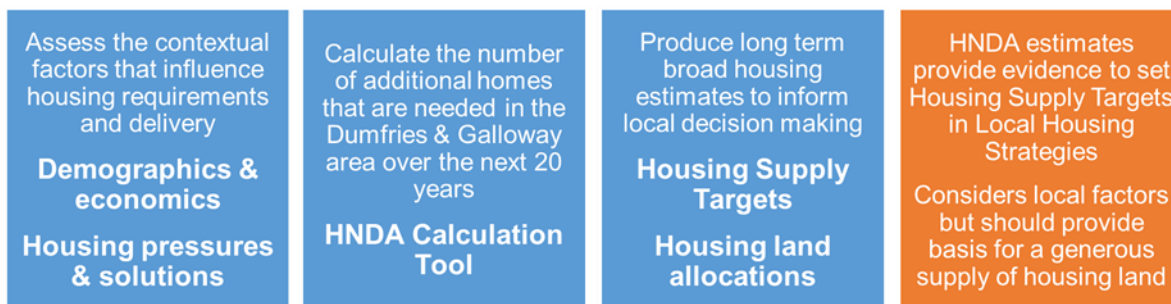 Assess the contextual
factors that influence
housing requirements
and delivery
Demographics &
economics
Housing pressures
& solutions
Calculate the number
of additional homes
that are needed in the
Dumfries & Galloway
area over the next 20
years
HNDA Calculation
Tool
Produce long term
broad housing
estimates to inform
local decision making
Housing Supply
Targets
Housing land
allocations
HNDA estimates
provide evidence to set
Housing Supply Targets
in Local Housing
Strategies
Considers local factors
but should provide
basis for a generous
supply of housing land